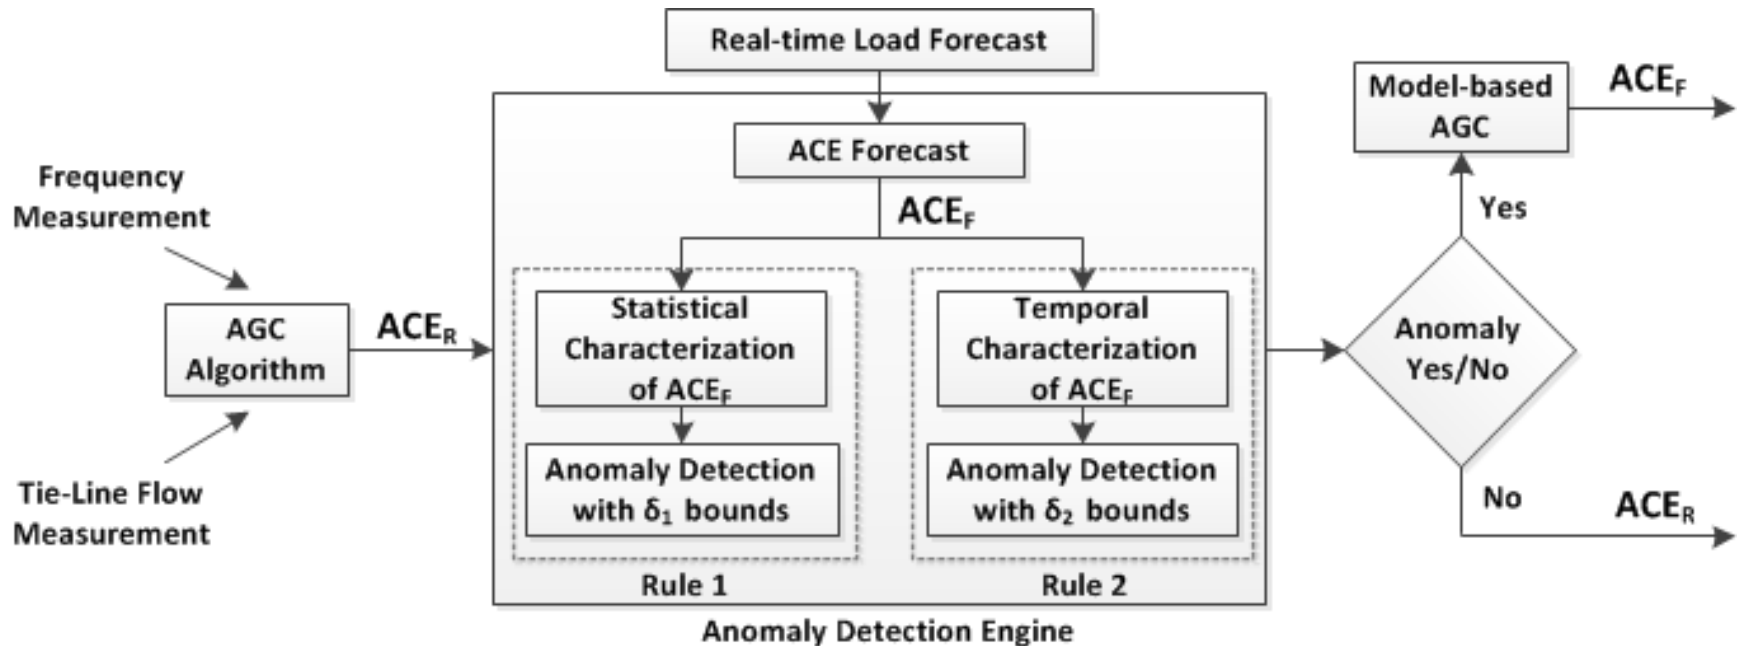 Real-time Load Forecast
ACE Forecast
ACE_F
Frequency
Measurement
AGC
Algorithm
Tie-Line Flow
Measurement
ACE_R
Statistical
Characterization
of ACE_F
Anomaly Detection
with δ₁ bounds
Rule 1
Temporal
Characterization
of ACE_F
Anomaly Detection
with δ₂ bounds
Rule 2
Anomaly Detection Engine
Anomaly
Yes/No
Yes
Model-based
AGC
ACE_F
No
ACE_R